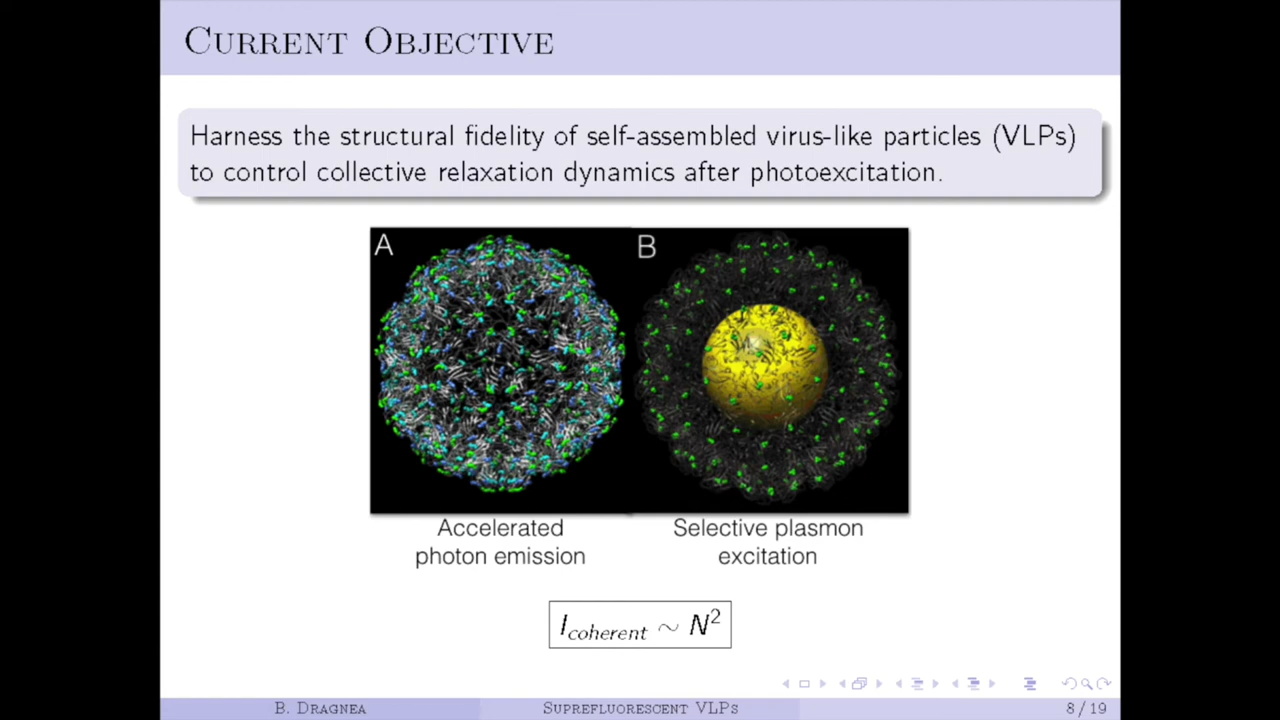 Current Objective
Harness the structural fidelity of self-assembled virus-like particles (VLPs)
to control collective relaxation dynamics after photoexcitation.
A
B
Accelerated
photon emission
Selective plasmon
excitation
I_coherent ~ N²
B. Dragnea
Suprefluorescent VLPs
8 / 19